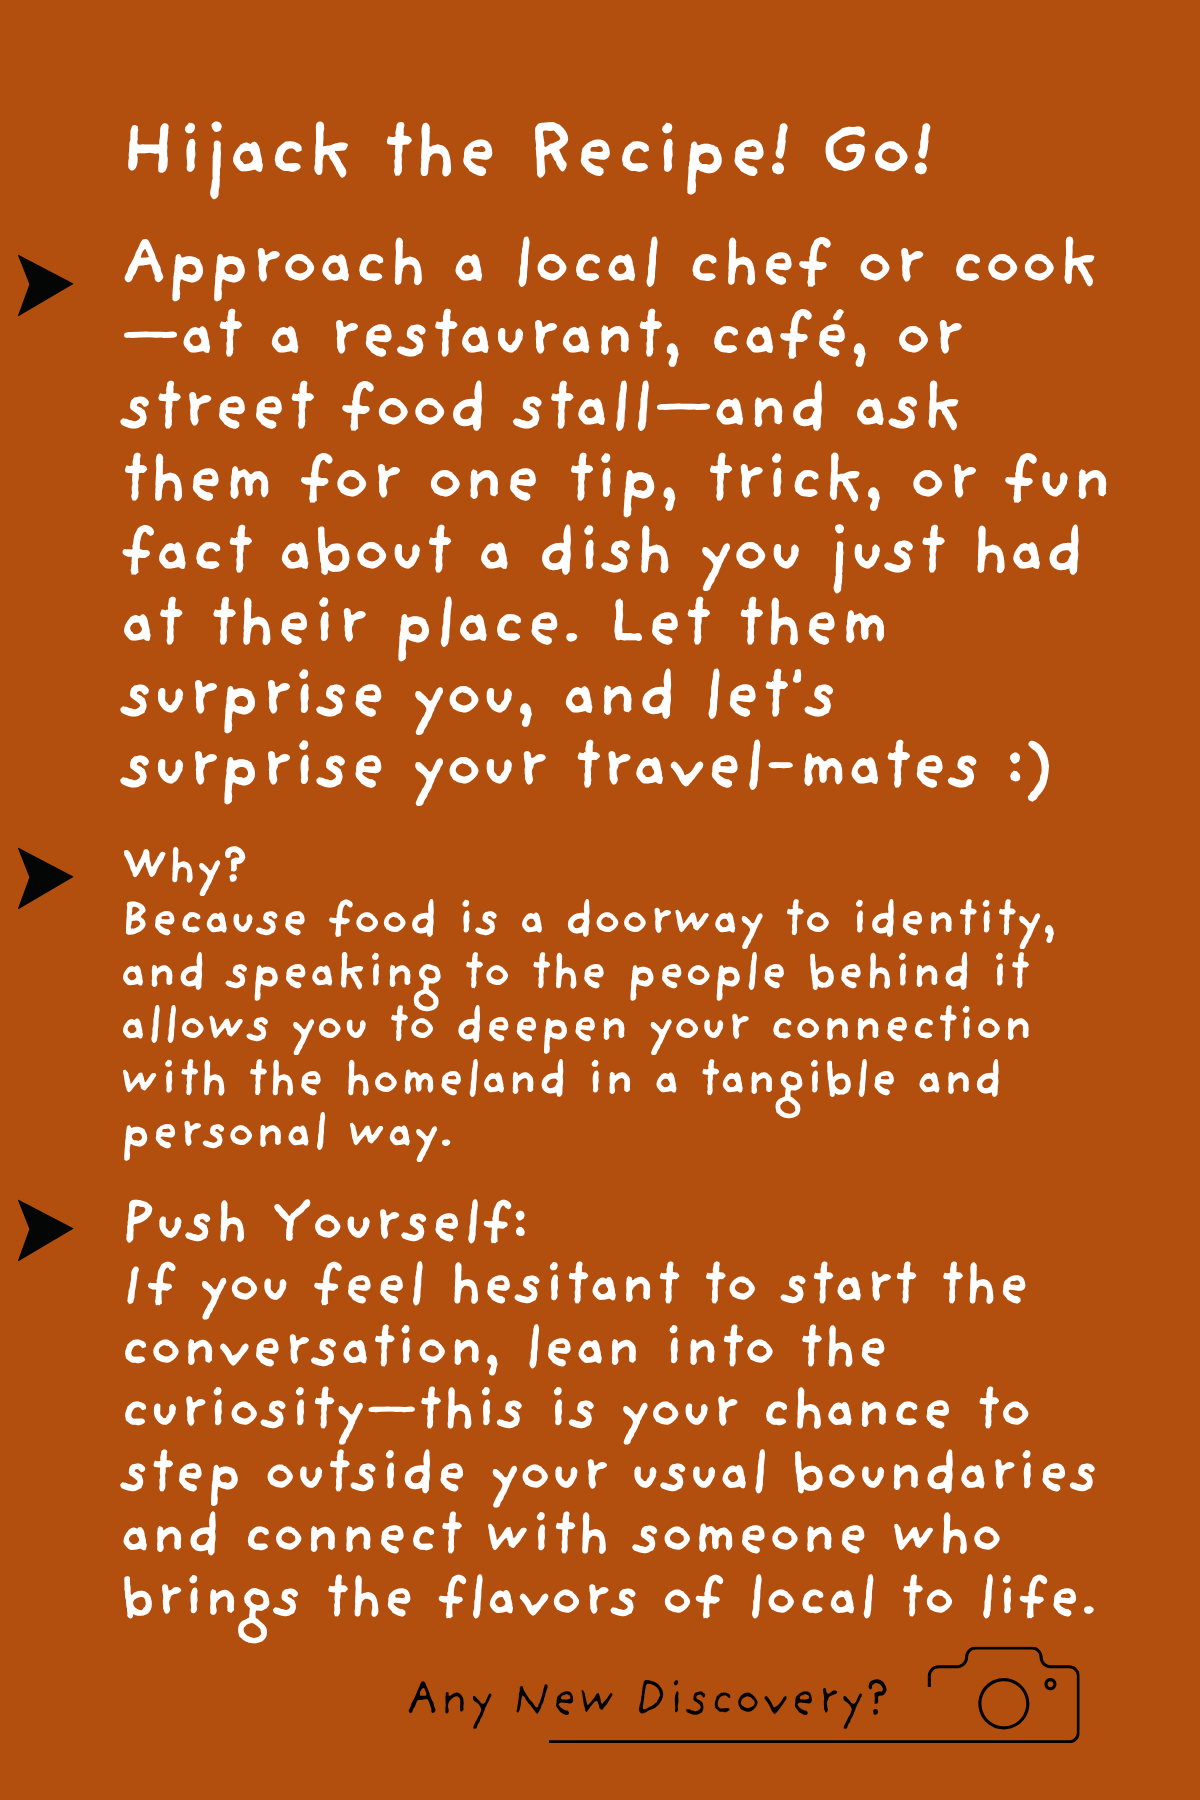 Hijack the Recipe! Go!
Approach a local chef or cook
—at a restaurant, café, or
street food stall—and ask
them for one tip, trick, or fun
fact about a dish you just had
at their place. Let them
surprise you, and let's
surprise your travel-mates :)
Why?
Because food is a doorway to identity,
and speaking to the people behind it
allows you to deepen your connection
with the homeland in a tangible and
personal way.
Push Yourself:
If you feel hesitant to start the
conversation, lean into the
curiosity—this is your chance to
step outside your usual boundaries
and connect with someone who
brings the flavors of local to life.
Any New Discovery?